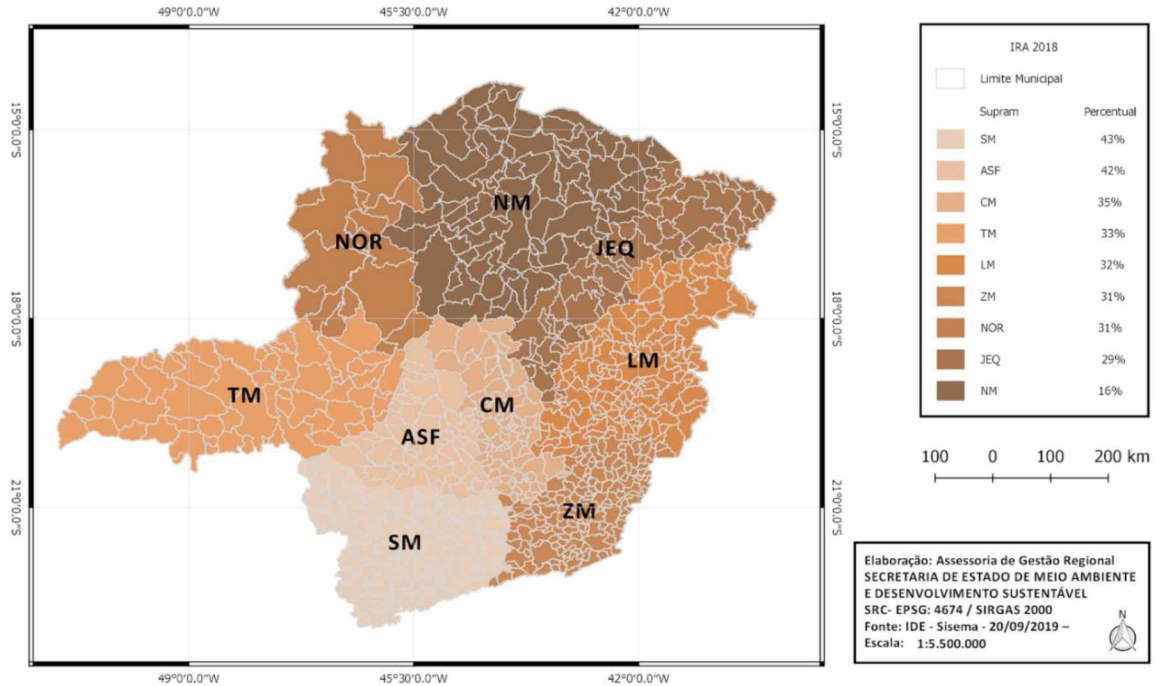 49°0'0.0"W 45°30'0.0"W 42°0'0.0"W
15°0'0.0"S 15°0'0.0"S
18°0'0.0"S 18°0'0.0"S
21°0'0.0"S 21°0'0.0"S
NM
NOR
JEQ
LM
TM
CM
ASF
ZM
SM
49°0'0.0"W 45°30'0.0"W 42°0'0.0"W
IRA 2018
Limite Municipal
Supram Percentual
SM 43%
ASF 42%
CM 35%
TM 33%
LM 32%
ZM 31%
NOR 31%
JEQ 29%
NM 16%
100 0 100 200 km
Elaboração: Assessoria de Gestão Regional
SECRETARIA DE ESTADO DE MEIO AMBIENTE
E DESENVOLVIMENTO SUSTENTÁVEL
SRC- EPSG: 4674 / SIRGAS 2000
Fonte: IDE - Sisema - 20/09/2019 –
Escala: 1:5.500.000
N